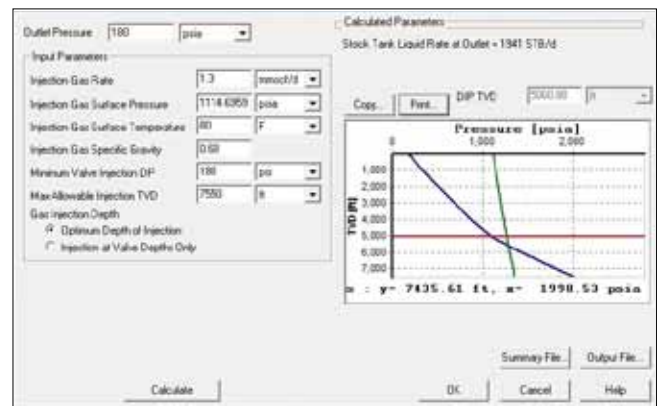 Outlet Pressure 180 psia
Input Parameters
Injection Gas Rate 1.3 mmscf/d
Injection Gas Surface Pressure 1114.6959 psia
Injection Gas Surface Temperature 80 F
Injection Gas Specific Gravity 0.68
Minimum Valve Injection DIP psi
Max Allowable Injection TVD 7550 ft
Gas Injection Depth
Optimum Depth of Injection
Injection at Valve Depths Only
Calculate
Calculated Parameters
Stock Tank Liquid Rate at Outlet = 1941 STB/d
Copy... Print... DIP TVD 5000.00 ft
Pressure [psia]
0 1,000 2,000
TVD [ft]
1,000
2,000
3,000
4,000
5,000
6,000
7,000
: y- 7435.61 ft, x- 1998.53 psia
Summary File... Output File...
OK Cancel Help